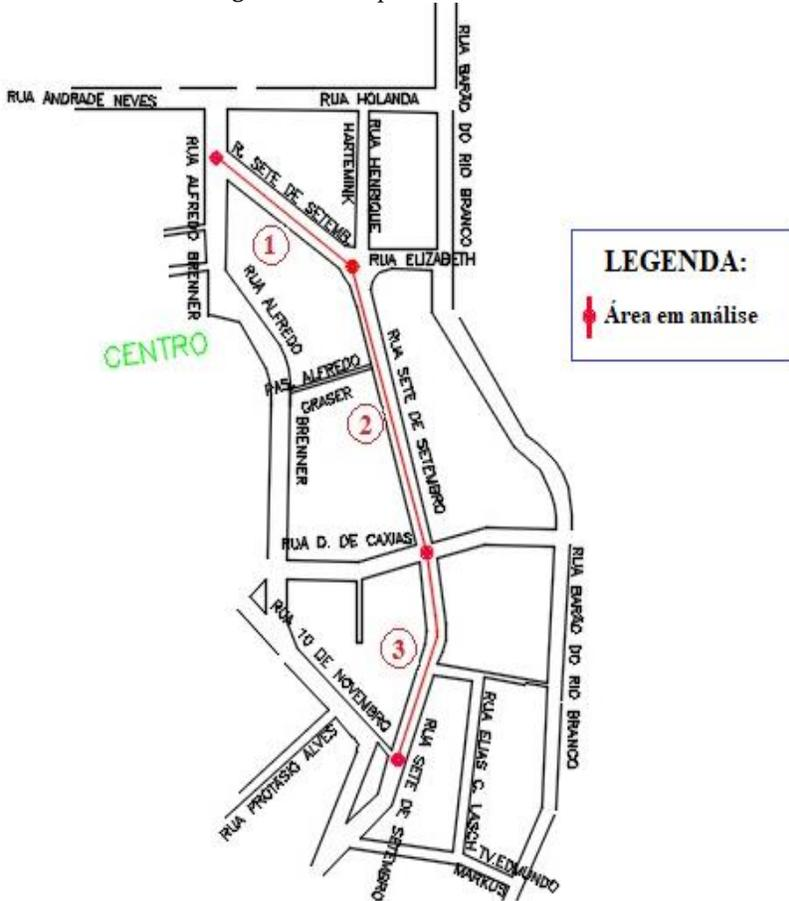 RUA BARÃO DO RIO BRANCO
RUA ANDRADE NEVES
RUA HOLANDA
RUA ALFREDO BRENNER
R. SETE DE SETEMB.
HARTEMINK
RUA HENRIQUE
1
RUA ELIZABETH
LEGENDA:
Área em análise
RUA ALFREDO
CENTRO
PAS. ALFREDO
GRASER
BRENNER
2
RUA SETE DE SETEMBRO
RUA D. DE CAXIAS
RUA BARÃO DO RIO BRANCO
RUA 10 DE NOVEMBRO
3
RUA PROTÁSIO ALVES
RUA SETE DE SETEMBRO
RUA ELIAS C. LASCH
TV.EDMUNDO
MARKUS